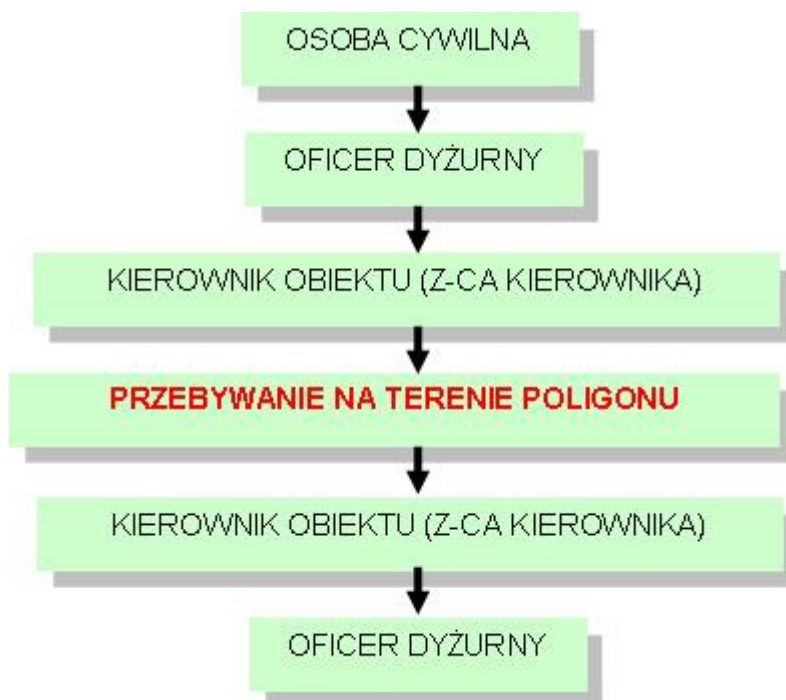 OSOBA CYWILNA
OFICER DYŻURNY
KIEROWNIK OBIEKTU (Z-CA KIEROWNIKA)
PRZEBYWANIE NA TERENIE POLIGONU
KIEROWNIK OBIEKTU (Z-CA KIEROWNIKA)
OFICER DYŻURNY